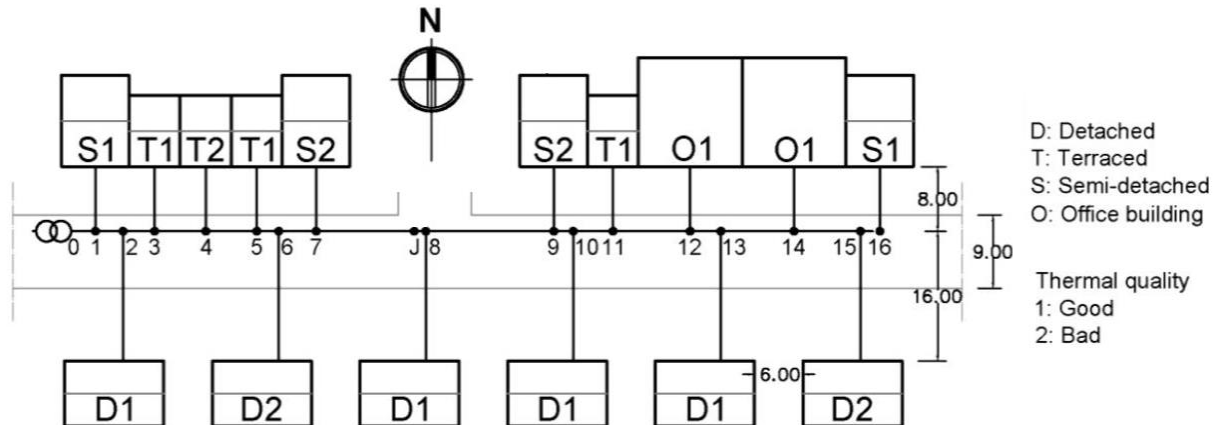 N
S1 T1 T2 T1 S2 S2 T1 O1 O1 S1
D: Detached
T: Terraced
S: Semi-detached
O: Office building
8.00
0 1 2 3 4 5 6 7 J 8 9 10 11 12 13 14 15 16
9.00
16.00
Thermal quality
1: Good
2: Bad
6.00
D1 D2 D1 D1 D1 D2